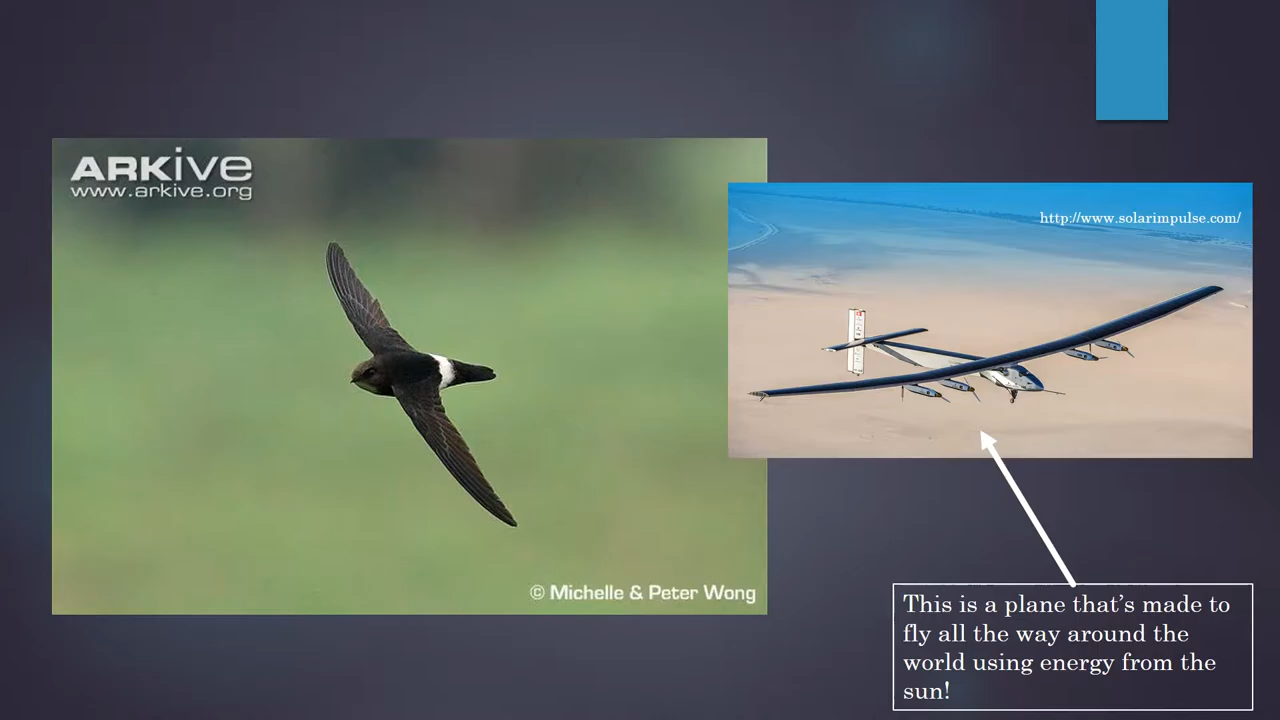 ARKive
www.arkive.org
http://www.solarimpulse.com/
© Michelle & Peter Wong
This is a plane that’s made to
fly all the way around the
world using energy from the
sun!